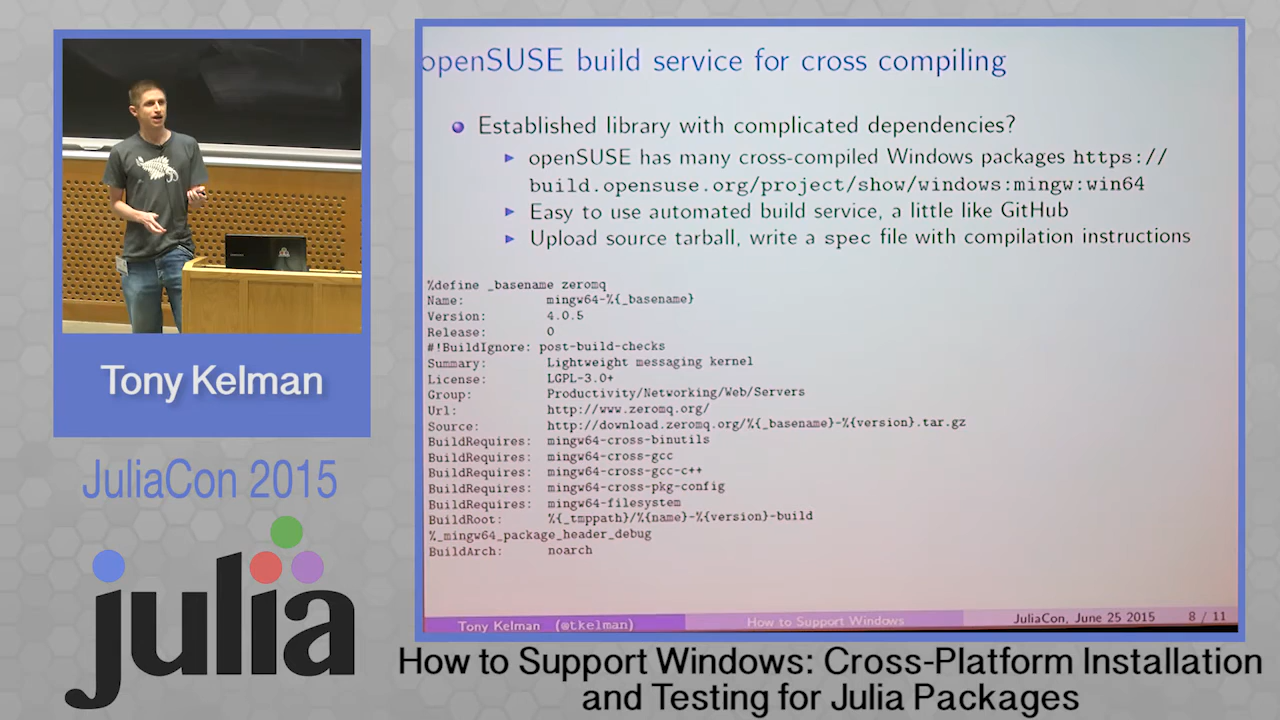 openSUSE build service for cross compiling
Established library with complicated dependencies?
openSUSE has many cross-compiled Windows packages https://
build.opensuse.org/project/show/windows:mingw:win64
Easy to use automated build service, a little like GitHub
Upload source tarball, write a spec file with compilation instructions
%define _basename zeromq
Name: mingw64-%{_basename}
Version: 4.0.5
Release: 0
#!BuildIgnore: post-build-checks
Summary: Lightweight messaging kernel
License: LGPL-3.0+
Group: Productivity/Networking/Web/Servers
Url: http://www.zeromq.org/
Source: http://download.zeromq.org/%{_basename}-%{version}.tar.gz
BuildRequires: mingw64-cross-binutils
BuildRequires: mingw64-cross-gcc
BuildRequires: mingw64-cross-gcc-c++
BuildRequires: mingw64-cross-pkg-config
BuildRequires: mingw64-filesystem
BuildRoot: %{_tmppath}/%{name}-%{version}-build
%_mingw64_package_header_debug
BuildArch: noarch
Tony Kelman (@tkelman) How to Support Windows JuliaCon, June 25 2015 8 / 11
Tony Kelman
JuliaCon 2015
julia
How to Support Windows: Cross-Platform Installation
and Testing for Julia Packages